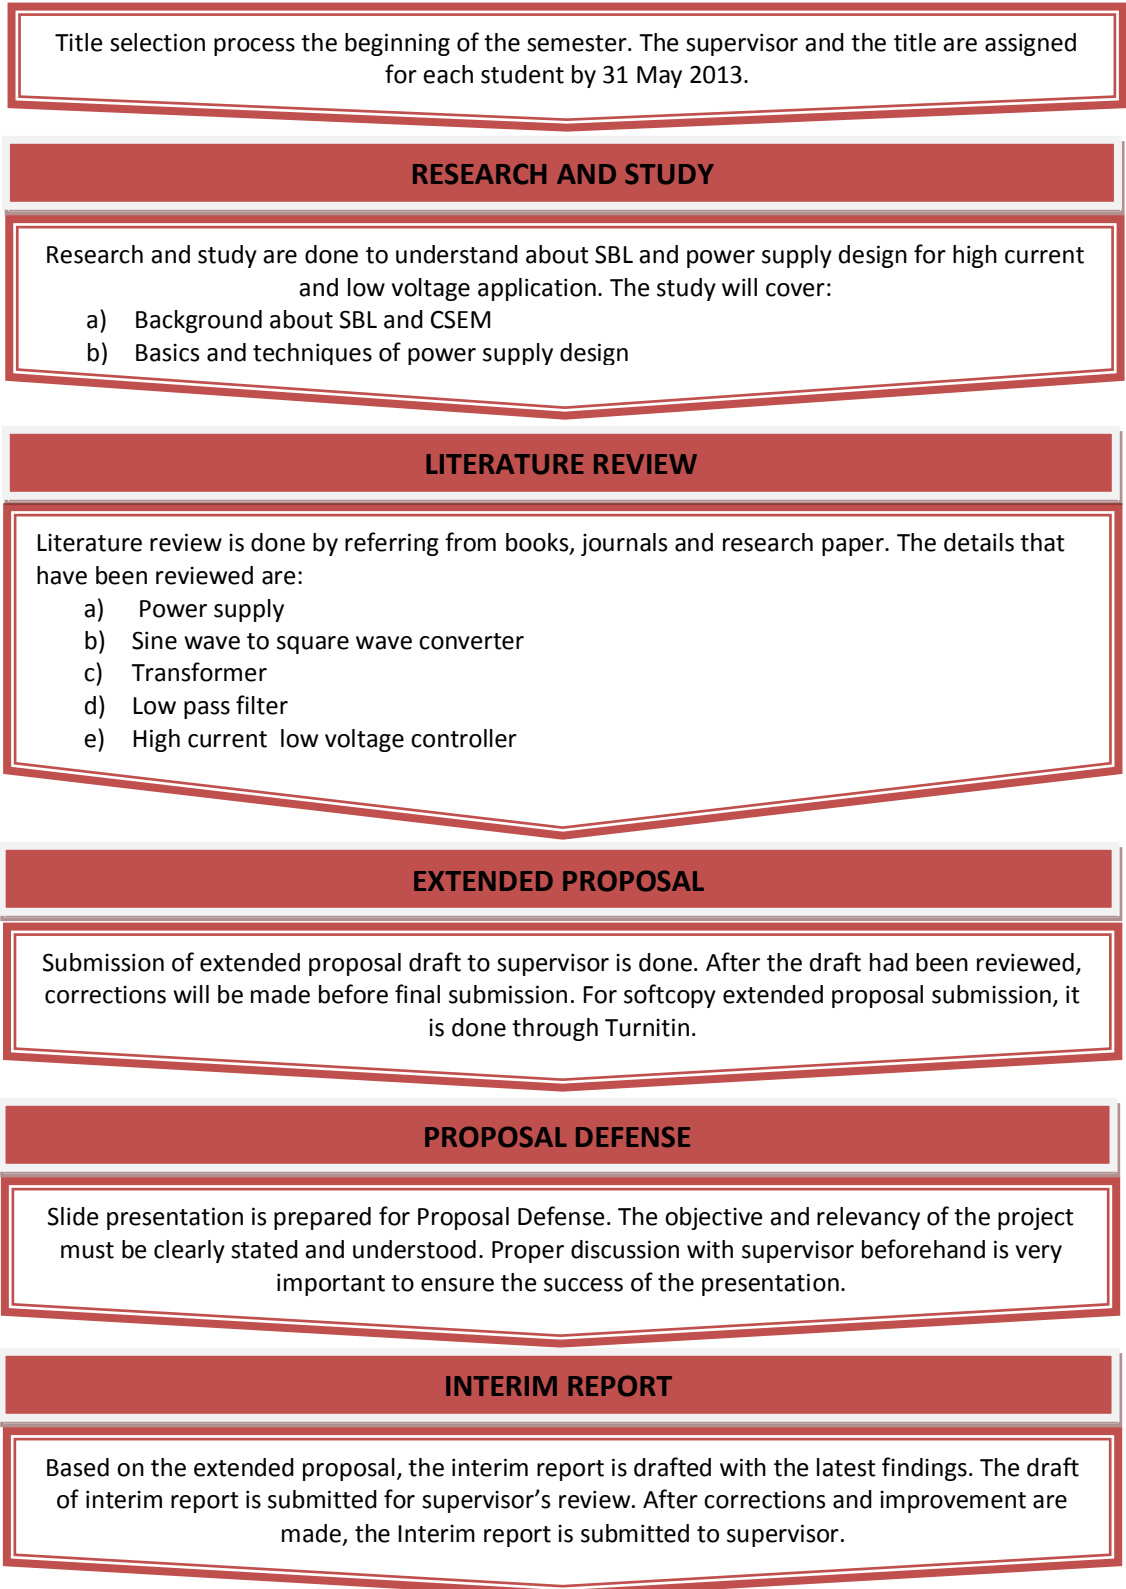 Title selection process the beginning of the semester. The supervisor and the title are assigned
for each student by 31 May 2013.
RESEARCH AND STUDY
Research and study are done to understand about SBL and power supply design for high current
and low voltage application. The study will cover:
a) Background about SBL and CSEM
b) Basics and techniques of power supply design
LITERATURE REVIEW
Literature review is done by referring from books, journals and research paper. The details that
have been reviewed are:
a) Power supply
b) Sine wave to square wave converter
c) Transformer
d) Low pass filter
e) High current low voltage controller
EXTENDED PROPOSAL
Submission of extended proposal draft to supervisor is done. After the draft had been reviewed,
corrections will be made before final submission. For softcopy extended proposal submission, it
is done through Turnitin.
PROPOSAL DEFENSE
Slide presentation is prepared for Proposal Defense. The objective and relevancy of the project
must be clearly stated and understood. Proper discussion with supervisor beforehand is very
important to ensure the success of the presentation.
INTERIM REPORT
Based on the extended proposal, the interim report is drafted with the latest findings. The draft
of interim report is submitted for supervisor’s review. After corrections and improvement are
made, the Interim report is submitted to supervisor.